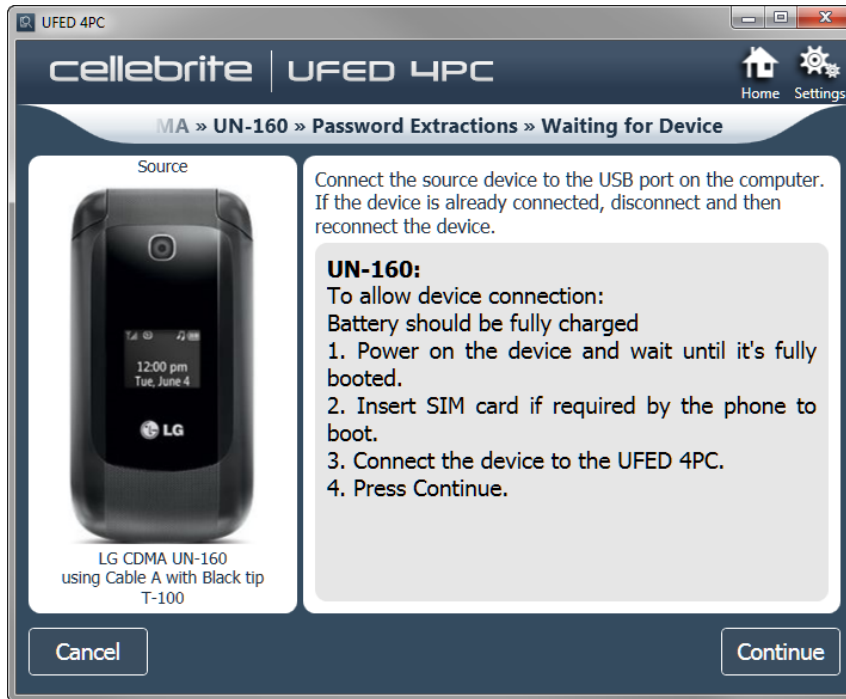 UFED 4PC
cellebrite UFED 4PC
Home Settings
MA » UN-160 » Password Extractions » Waiting for Device
Source
12:00 pm
Tue, June 4
LG
LG CDMA UN-160
using Cable A with Black tip
T-100
Connect the source device to the USB port on the computer.
If the device is already connected, disconnect and then
reconnect the device.
UN-160:
To allow device connection:
Battery should be fully charged
1. Power on the device and wait until it's fully
booted.
2. Insert SIM card if required by the phone to
boot.
3. Connect the device to the UFED 4PC.
4. Press Continue.
Cancel
Continue